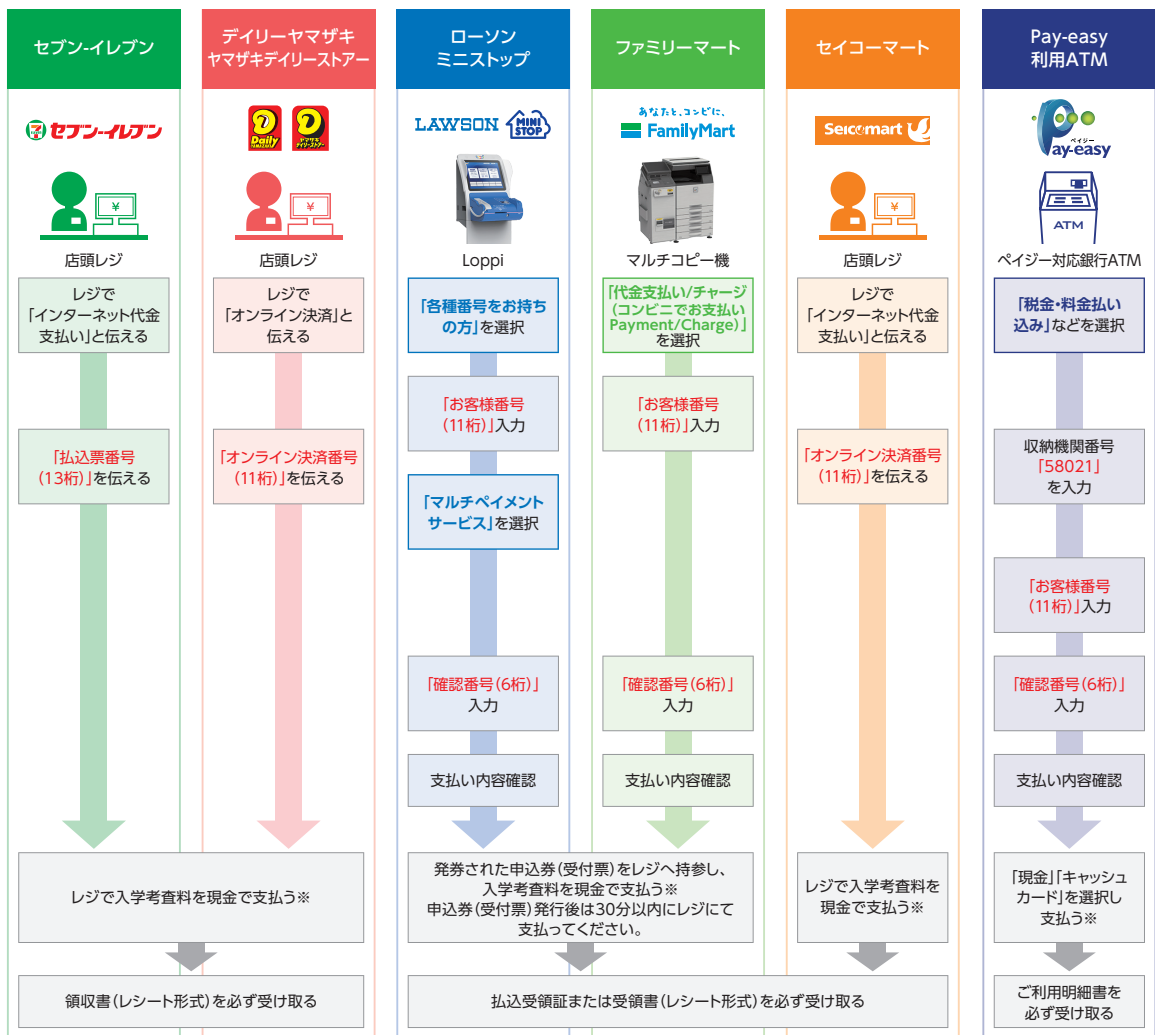 セブン-イレブン
セブン-イレブン
店頭レジ
レジで
「インターネット代金
支払い」と伝える
「払込票番号
(13桁)」を伝える
デイリーヤマザキ
ヤマザキデイリーストアー
Daily
YAMAZAKI
ヤマザキ
デイリーストアー
店頭レジ
レジで
「オンライン決済」と
伝える
「オンライン決済番号
(11桁)」を伝える
レジで入学考査料を現金で支払う※
領収書(レシート形式)を必ず受け取る
ローソン
ミニストップ
LAWSON
MINI
STOP
Loppi
「各種番号をお持ち
の方」を選択
「お客様番号
(11桁)」入力
「マルチペイメント
サービス」を選択
「確認番号(6桁)」
入力
支払い内容確認
ファミリーマート
あなたと、コンビに、
FamilyMart
マルチコピー機
「代金支払い/チャージ
(コンビニでお支払い
Payment/Charge)」
を選択
「お客様番号
(11桁)」入力
「確認番号(6桁)」
入力
支払い内容確認
発券された申込券(受付票)をレジへ持参し、
入学考査料を現金で支払う※
申込券(受付票)発行後は30分以内にレジにて
支払ってください。
セイコーマート
Seicomart
¥
店頭レジ
レジで
「インターネット代金
支払い」と伝える
「オンライン決済番号
(11桁)」を伝える
レジで入学考査料を
現金で支払う※
払込受領証または受領書(レシート形式)を必ず受け取る
Pay-easy
利用ATM
ペイジー
Pay-easy
ATM
ペイジー対応銀行ATM
「税金・料金払い
込み」などを選択
収納機関番号
「58021」
を入力
「お客様番号
(11桁)」入力
「確認番号(6桁)」
入力
支払い内容確認
「現金」「キャッシュ
カード」を選択し
支払う※
ご利用明細書を
必ず受け取る